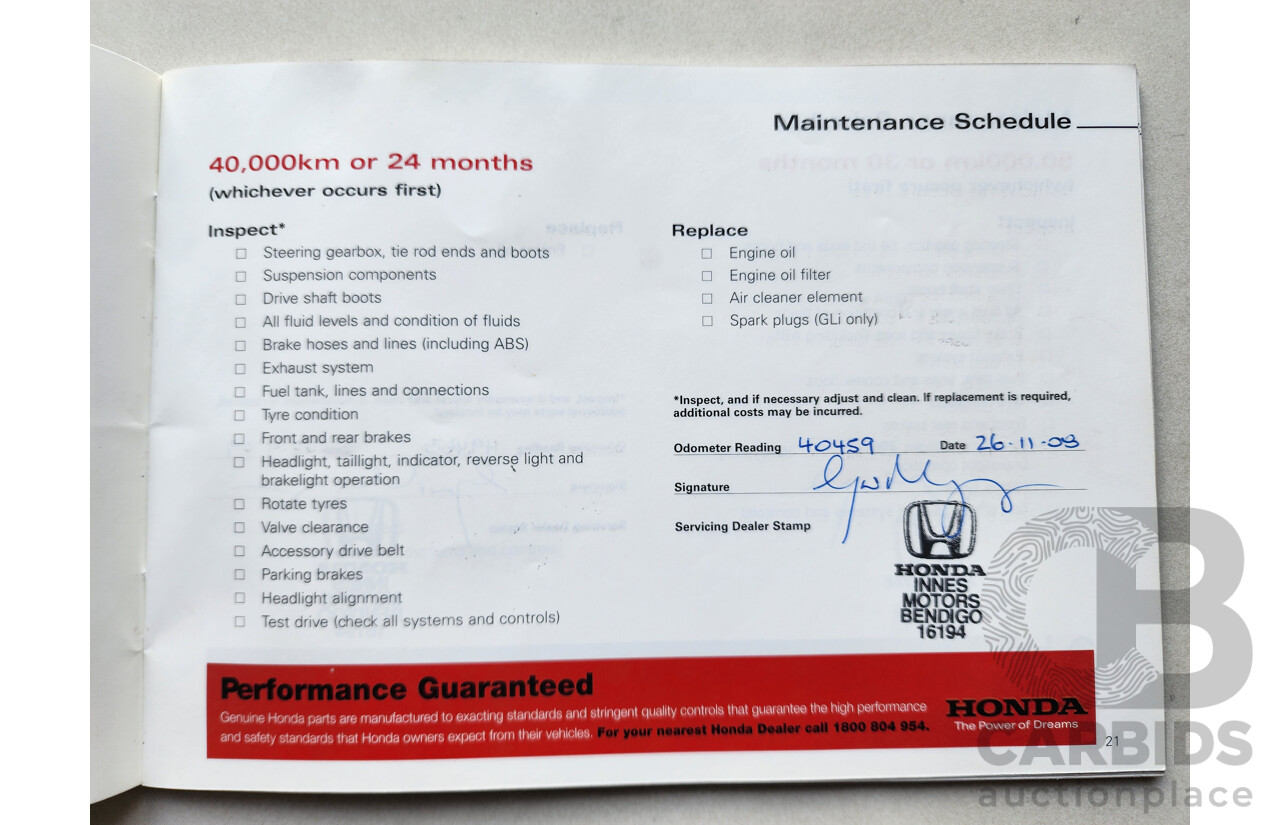 Maintenance Schedule
40,000km or 24 months
(whichever occurs first)
Inspect*
Steering gearbox, tie rod ends and boots
Suspension components
Drive shaft boots
All fluid levels and condition of fluids
Brake hoses and lines (including ABS)
Exhaust system
Fuel tank, lines and connections
Tyre condition
Front and rear brakes
Headlight, taillight, indicator, reverse light and
brakelight operation
Rotate tyres
Valve clearance
Accessory drive belt
Parking brakes
Headlight alignment
Test drive (check all systems and controls)
Replace
Engine oil
Engine oil filter
Air cleaner element
Spark plugs (GLi only)
*Inspect, and if necessary adjust and clean. If replacement is required,
additional costs may be incurred.
Odometer Reading 40459 Date 26-11-09
Signature
Servicing Dealer Stamp
HONDA
INNES
MOTORS
BENDIGO
16194
Performance Guaranteed
Genuine Honda parts are manufactured to exacting standards and stringent quality controls that guarantee the high performance
and safety standards that Honda owners expect from their vehicles. For your nearest Honda Dealer call 1800 804 954.
HONDA
The Power of Dreams
21
CARBIDS
auctionplace